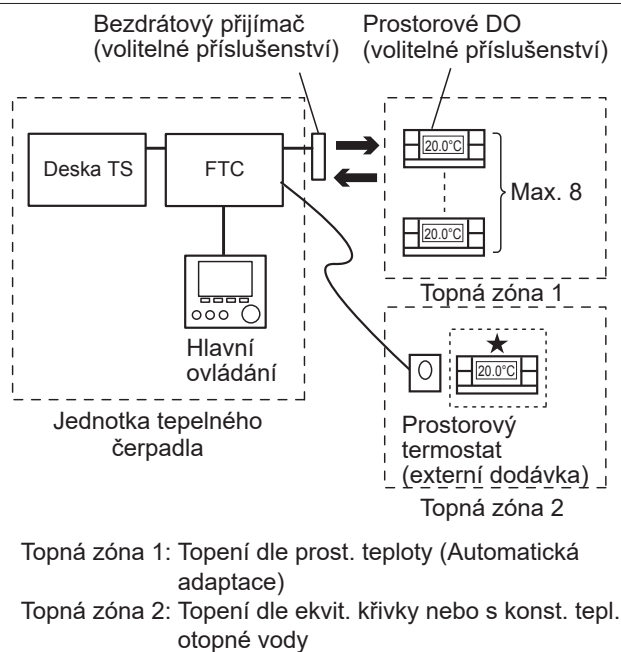 Bezdrátový přijímač
(volitelné příslušenství)
Prostorové DO
(volitelné příslušenství)
Deska TS
FTC
20.0°C
Max. 8
20.0°C
Topná zóna 1
Hlavní
ovládání
Jednotka tepelného
čerpadla
★
20.0°C
Prostorový
termostat
(externí dodávka)
Topná zóna 2
Topná zóna 1: Topení dle prost. teploty (Automatická
adaptace)
Topná zóna 2: Topení dle ekvit. křivky nebo s konst. tepl.
otopné vody